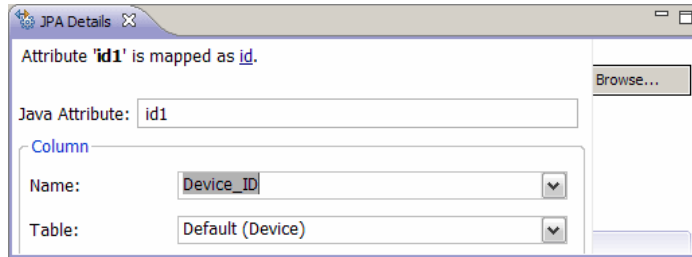 JPA Details
Attribute 'id1' is mapped as id.
Browse...
Java Attribute: id1
Column
Name: Device_ID
Table: Default (Device)